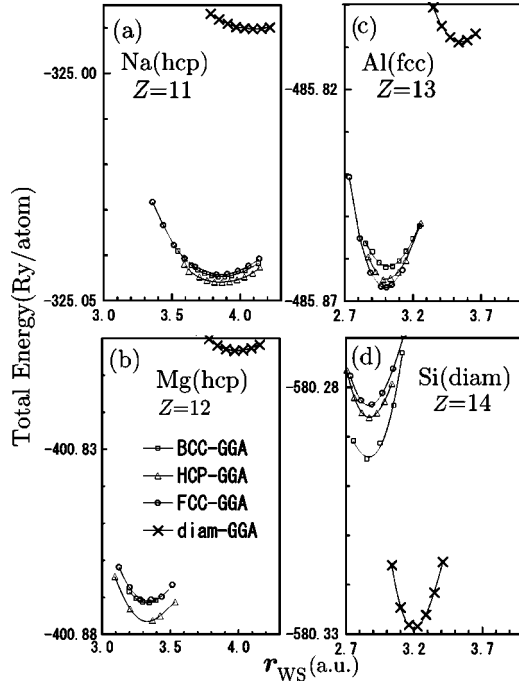 Total Energy(Ry/atom)
(a)
Na(hcp)
Z=11
-325.00
-325.05
3.0
3.5
4.0
(c)
Al(fcc)
Z=13
-485.82
-485.87
2.7
3.2
3.7
(b)
Mg(hcp)
Z=12
BCC-GGA
HCP-GGA
FCC-GGA
diam-GGA
-400.83
-400.88
3.0
3.5
4.0
(d)
Si(diam)
Z=14
-580.28
-580.33
2.7
3.2
3.7
rWS(a.u.)